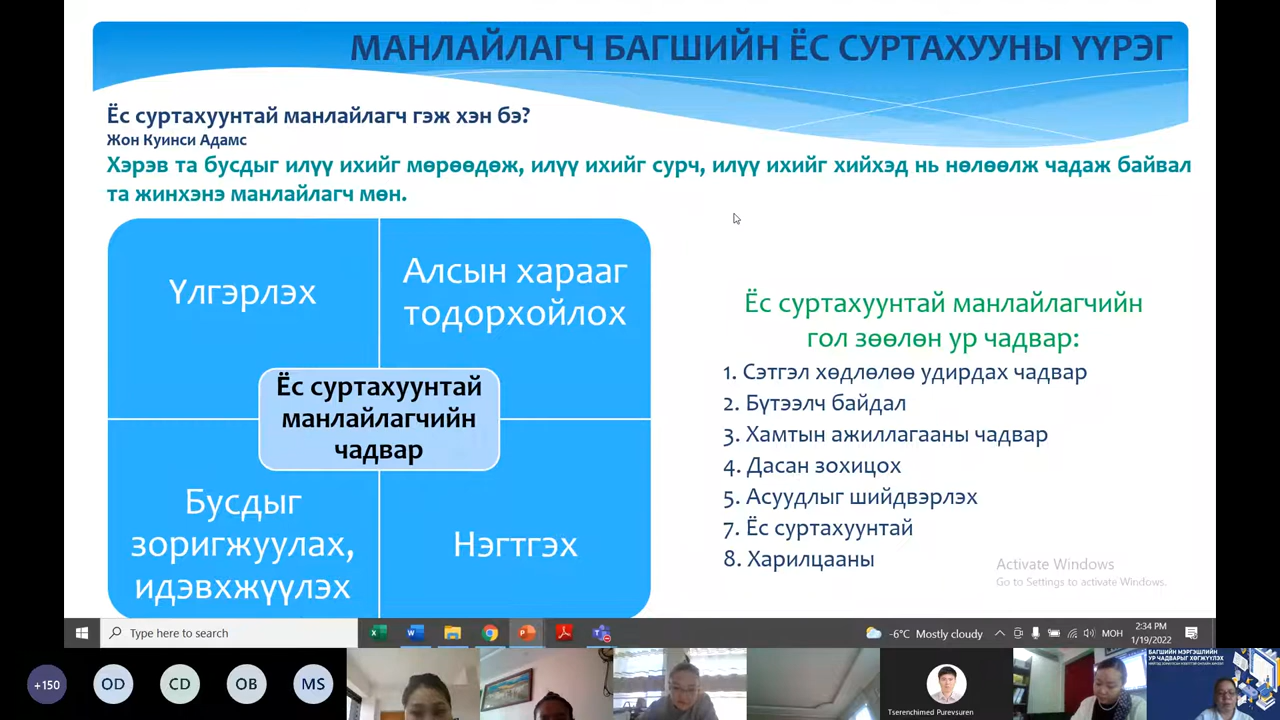 МАНЛАЙЛАГЧ БАГШИЙН ЁС СУРТАХУУНЫ ҮҮРЭГ
Ёс суртахуунтай манлайлагч гэж хэн бэ?
Жон Куинси Адамс
Хэрэв та бусдыг илүү ихийг мөрөөдөж, илүү ихийг сурч, илүү ихийг хийхэд нь нөлөөлж чадаж байвал
та жинхэнэ манлайлагч мөн.
Үлгэрлэх
Алсын харааг
тодорхойлох
Ёс суртахуунтай
манлайлагчийн
чадвар
Бусдыг
зоригжуулах,
идэвхжүүлэх
Нэгтгэх
Ёс суртахуунтай манлайлагчийн
гол зөөлөн ур чадвар:
1. Сэтгэл хөдлөлөө удирдах чадвар
2. Бүтээлч байдал
3. Хамтын ажиллагааны чадвар
4. Дасан зохицох
5. Асуудлыг шийдвэрлэх
7. Ёс суртахуунтай
8. Харилцааны
Activate Windows
Go to Settings to activate Windows.
Type here to search
-6°C Mostly cloudy
МОН
2:34 PM
1/19/2022
+150
OD
CD
OB
MS
Tserenchimed Purevsuren
БАГШИЙН МЭРГЭШЛИЙН
УР ЧАДВАРЫГ ХӨГЖҮҮЛЭХ